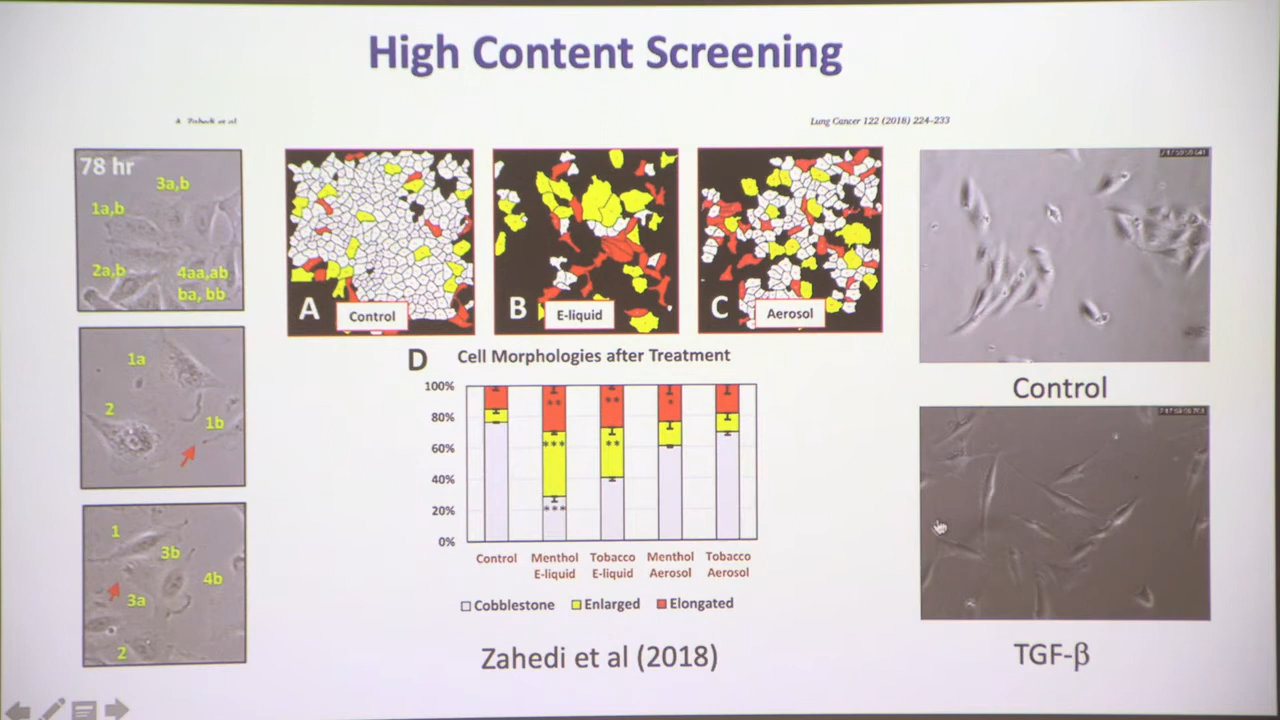 High Content Screening
A. Zahedi et al
Lung Cancer 122 (2018) 224–233
78 hr
3a,b
1a,b
2a,b
4aa,ab
ba, bb
1a
2
1b
1
3b
4b
3a
2
A
Control
B
E-liquid
C
Aerosol
D Cell Morphologies after Treatment
100%
80%
60%
40%
20%
0%
**
***
***
**
**
*
Control
Menthol E-liquid
Tobacco E-liquid
Menthol Aerosol
Tobacco Aerosol
Cobblestone Enlarged Elongated
Zahedi et al (2018)
Control
TGF-β